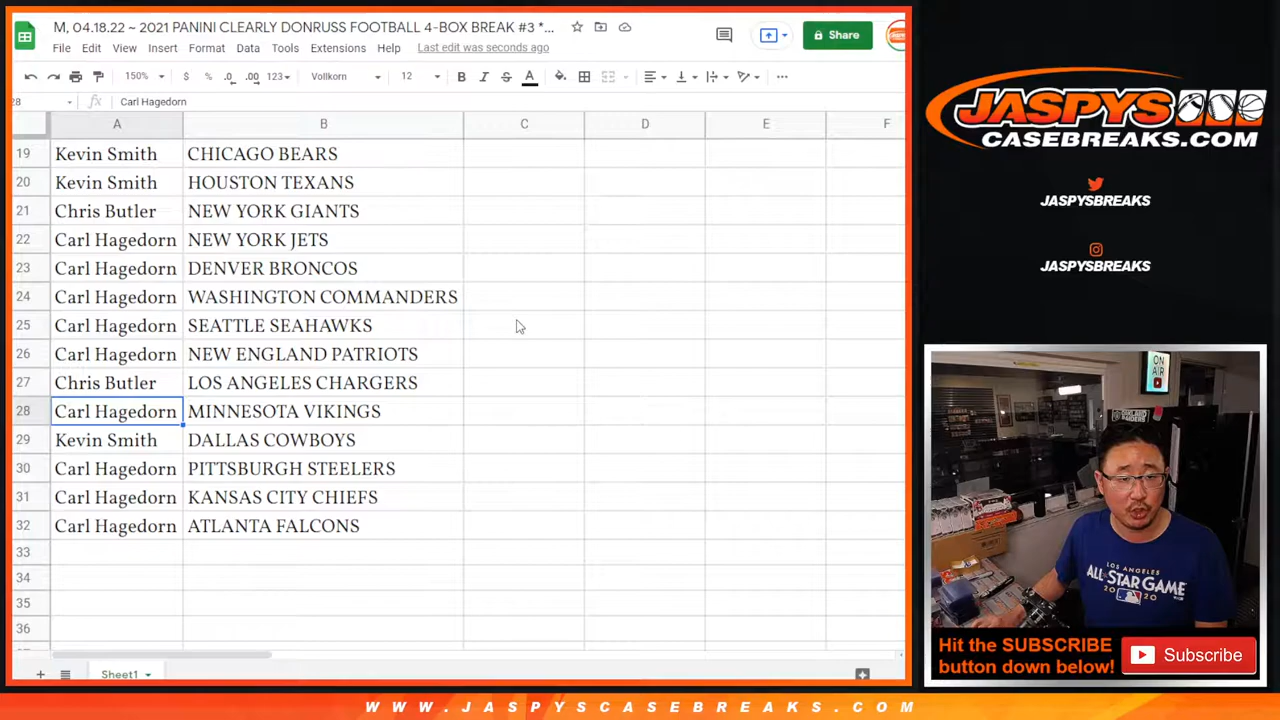 M, 04.18.22 ~ 2021 PANINI CLEARLY DONRUSS FOOTBALL 4-BOX BREAK #3 *...
File Edit View Insert Format Data Tools Extensions Help Last edit was seconds ago
Share
150% $ % .0 .00 123 Vollkorn 12 B I S A
28 fx Carl Hagedorn
A B C D E F
19 Kevin Smith CHICAGO BEARS
20 Kevin Smith HOUSTON TEXANS
21 Chris Butler NEW YORK GIANTS
22 Carl Hagedorn NEW YORK JETS
23 Carl Hagedorn DENVER BRONCOS
24 Carl Hagedorn WASHINGTON COMMANDERS
25 Carl Hagedorn SEATTLE SEAHAWKS
26 Carl Hagedorn NEW ENGLAND PATRIOTS
27 Chris Butler LOS ANGELES CHARGERS
28 Carl Hagedorn MINNESOTA VIKINGS
29 Kevin Smith DALLAS COWBOYS
30 Carl Hagedorn PITTSBURGH STEELERS
31 Carl Hagedorn KANSAS CITY CHIEFS
32 Carl Hagedorn ATLANTA FALCONS
33
34
35
36
Sheet1
JASPYS
CASEBREAKS.COM
JASPYSBREAKS
JASPYSBREAKS
ON
AIR
OAKLAND
RAIDERS
LOS ANGELES
ALL STAR GAME
2020
Hit the SUBSCRIBE
button down below!
Subscribe
WWW.JASPYSCASEBREAKS.COM